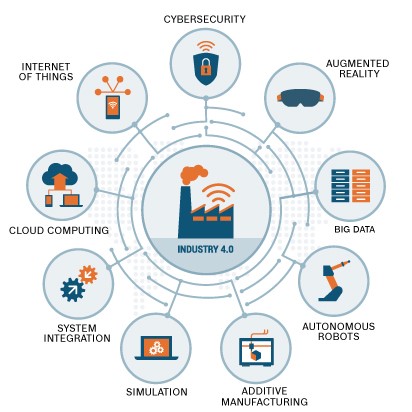 CYBERSECURITY
INTERNET
OF THINGS
AUGMENTED
REALITY
CLOUD COMPUTING
BIG DATA
INDUSTRY 4.0
SYSTEM
INTEGRATION
AUTONOMOUS
ROBOTS
SIMULATION
ADDITIVE
MANUFACTURING